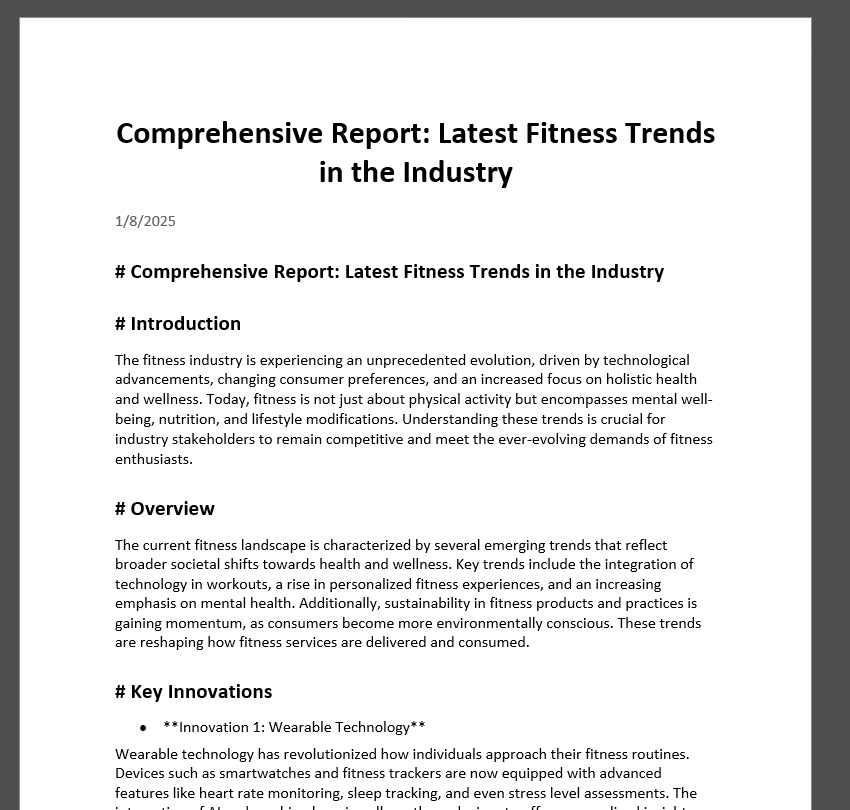 Comprehensive Report: Latest Fitness Trends
in the Industry
1/8/2025
# Comprehensive Report: Latest Fitness Trends in the Industry
# Introduction
The fitness industry is experiencing an unprecedented evolution, driven by technological
advancements, changing consumer preferences, and an increased focus on holistic health
and wellness. Today, fitness is not just about physical activity but encompasses mental well-
being, nutrition, and lifestyle modifications. Understanding these trends is crucial for
industry stakeholders to remain competitive and meet the ever-evolving demands of fitness
enthusiasts.
# Overview
The current fitness landscape is characterized by several emerging trends that reflect
broader societal shifts towards health and wellness. Key trends include the integration of
technology in workouts, a rise in personalized fitness experiences, and an increasing
emphasis on mental health. Additionally, sustainability in fitness products and practices is
gaining momentum, as consumers become more environmentally conscious. These trends
are reshaping how fitness services are delivered and consumed.
# Key Innovations
• **Innovation 1: Wearable Technology**
Wearable technology has revolutionized how individuals approach their fitness routines.
Devices such as smartwatches and fitness trackers are now equipped with advanced
features like heart rate monitoring, sleep tracking, and even stress level assessments. The